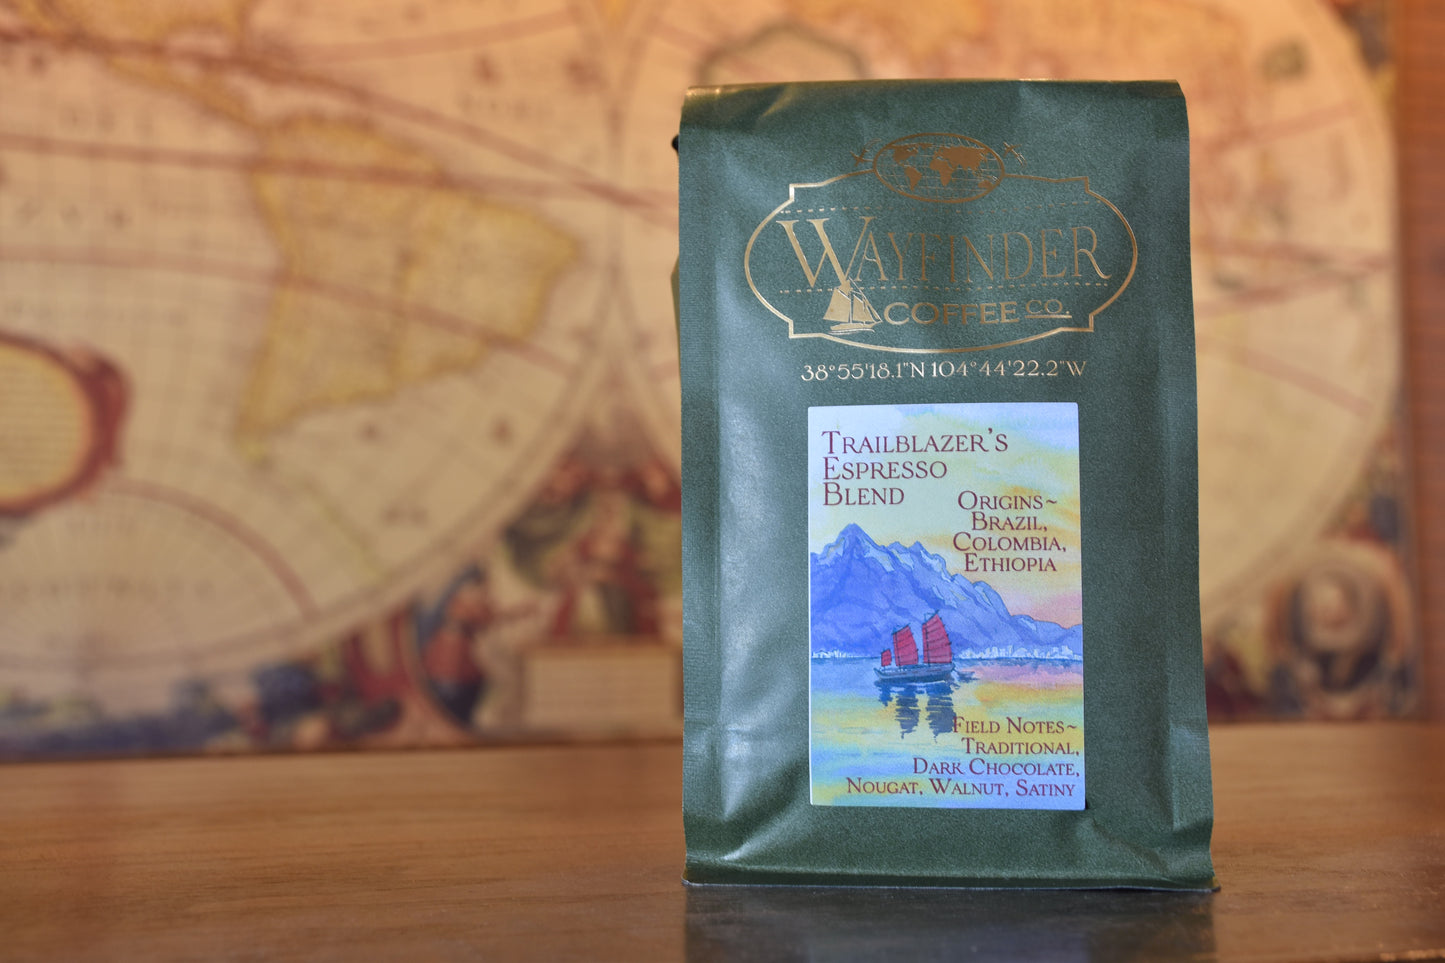 WAYFINDER
COFFEE CO.
38°55'18.1"N 104°44'22.2"W
TRAILBLAZER'S
ESPRESSO
BLEND
ORIGINS~
BRAZIL,
COLOMBIA,
ETHIOPIA
FIELD NOTES~
TRADITIONAL,
DARK CHOCOLATE,
NOUGAT, WALNUT, SATINY